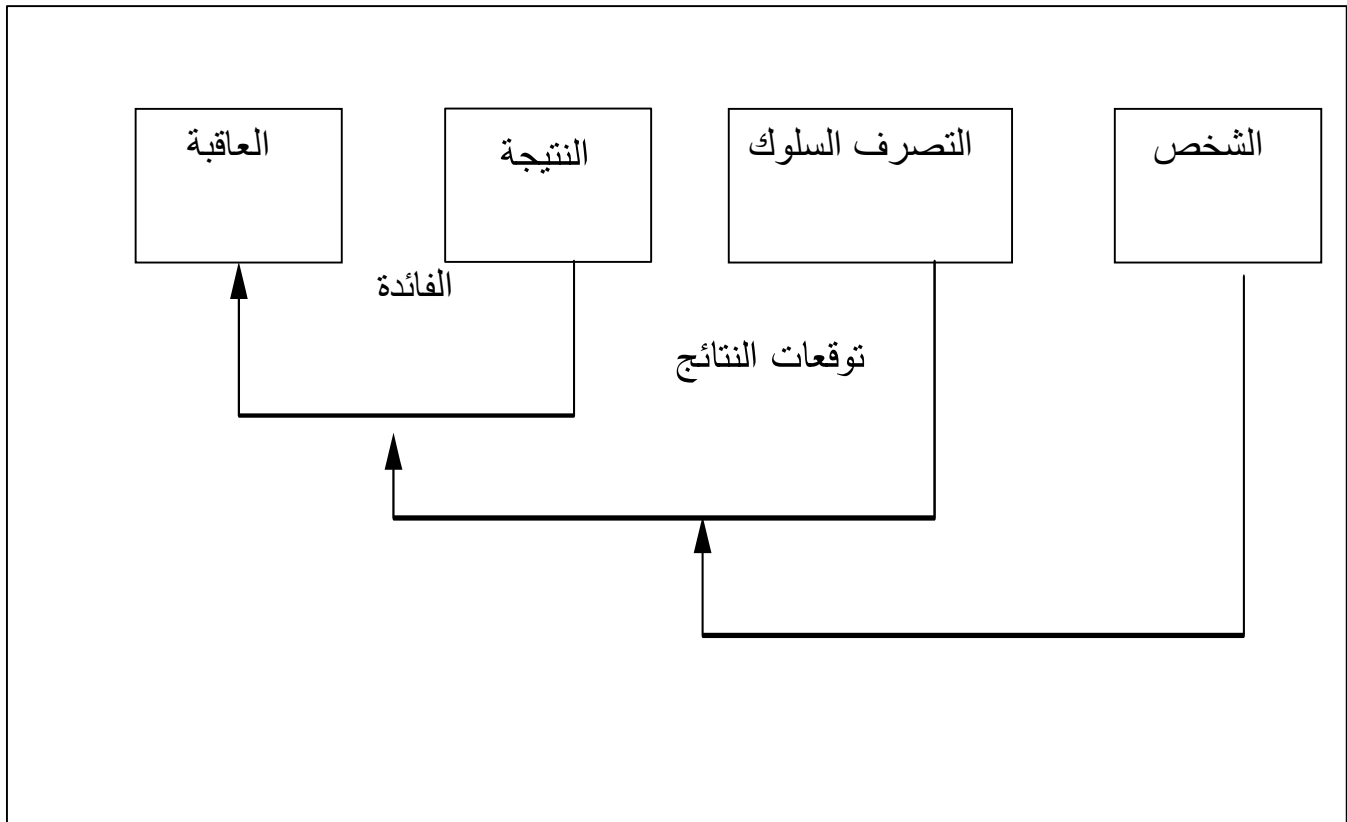 الشخص
التصرف السلوك
النتيجة
العاقبة
الفائدة
توقعات النتائج